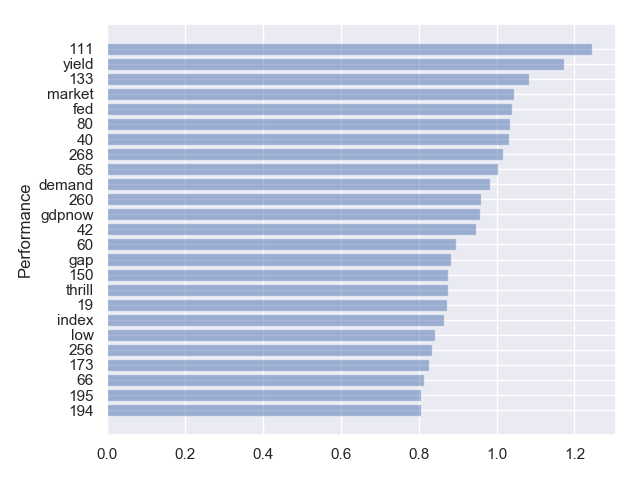 111
yield
133
market
fed
80
40
268
65
demand
260
gdpnow
42
60
gap
150
thrill
19
index
low
256
173
66
195
194
Performance
0.0 0.2 0.4 0.6 0.8 1.0 1.2